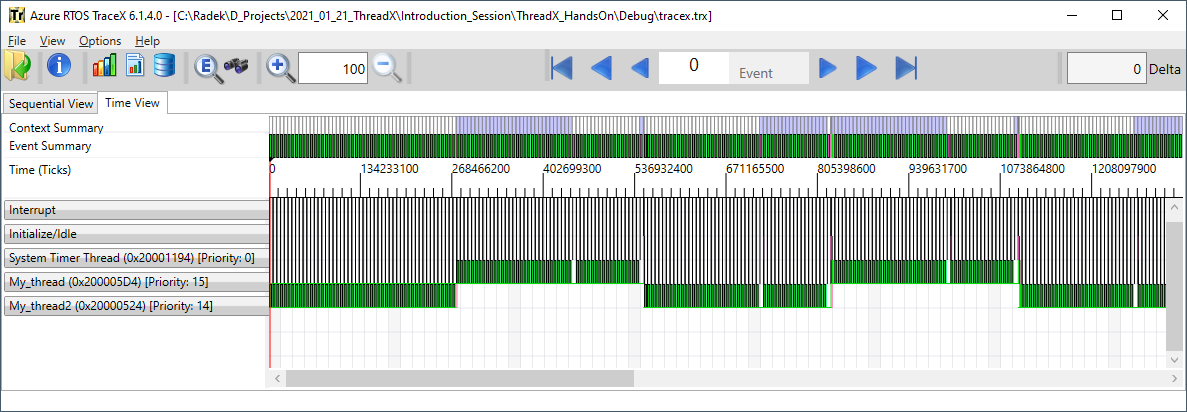 Tr Azure RTOS TraceX 6.1.4.0 - [C:\Radek\D_Projects\2021_01_21_ThreadX\Introduction_Session\ThreadX_HandsOn\Debug\tracex.trx]
File View Options Help
E 100 0 Event 0 Delta
Sequential View Time View
Context Summary
Event Summary
Time (Ticks) 0 134233100 268466200 402699300 536932400 671165500 805398600 939631700 1073864800 1208097900
Interrupt
Initialize/Idle
System Timer Thread (0x20001194) [Priority: 0]
My_thread (0x200005D4) [Priority: 15]
My_thread2 (0x20000524) [Priority: 14]